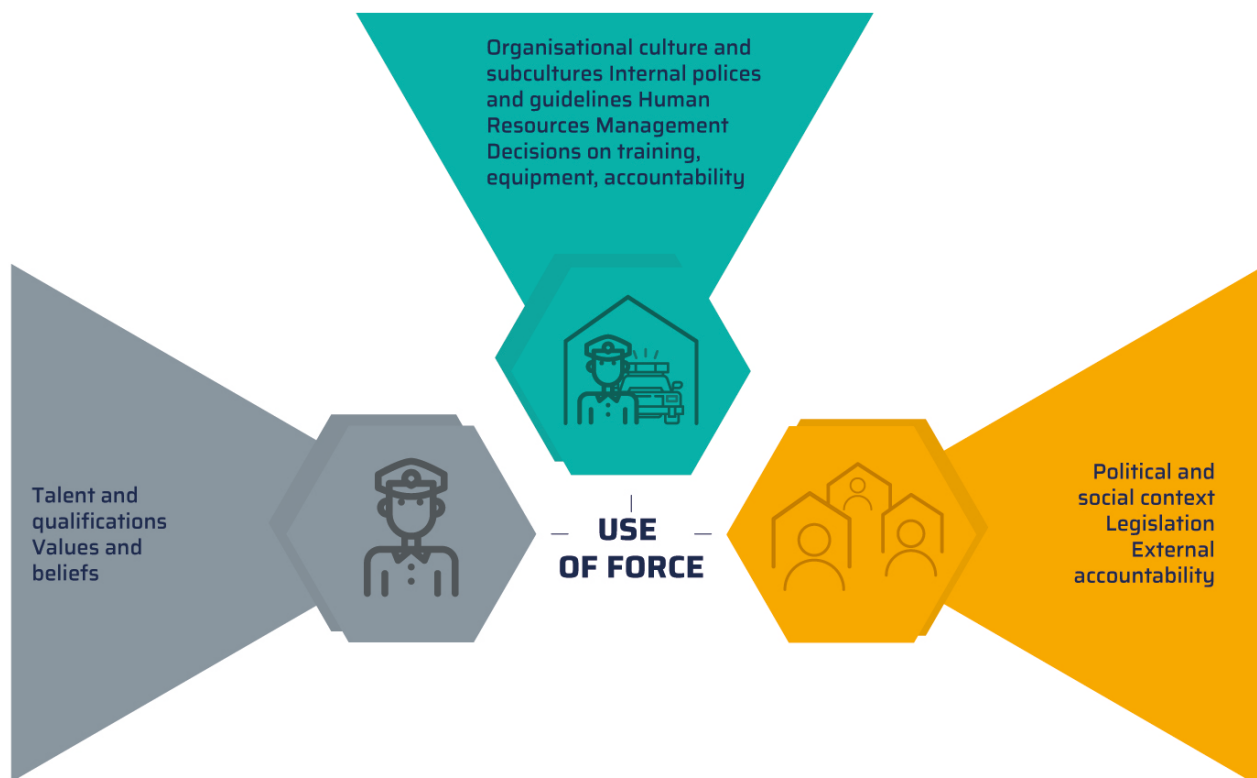 Organisational culture and
subcultures Internal polices
and guidelines Human
Resources Management
Decisions on training,
equipment, accountability
Talent and
qualifications
Values and
beliefs
USE
OF FORCE
Political and
social context
Legislation
External
accountability